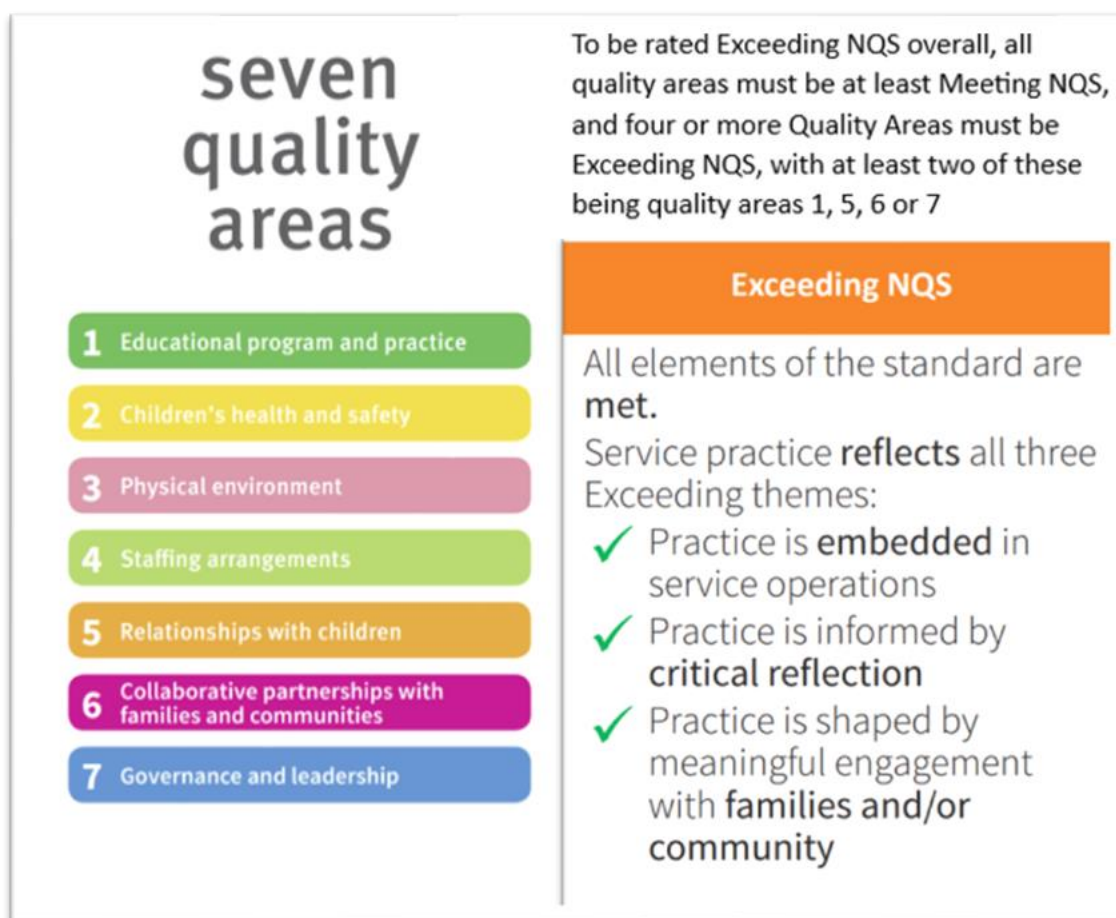 seven
quality
areas
1 Educational program and practice
2 Children's health and safety
3 Physical environment
4 Staffing arrangements
5 Relationships with children
6 Collaborative partnerships with
families and communities
7 Governance and leadership
To be rated Exceeding NQS overall, all
quality areas must be at least Meeting NQS,
and four or more Quality Areas must be
Exceeding NQS, with at least two of these
being quality areas 1, 5, 6 or 7
Exceeding NQS
All elements of the standard are
met.
Service practice reflects all three
Exceeding themes:
✓ Practice is embedded in
service operations
✓ Practice is informed by
critical reflection
✓ Practice is shaped by
meaningful engagement
with families and/or
community